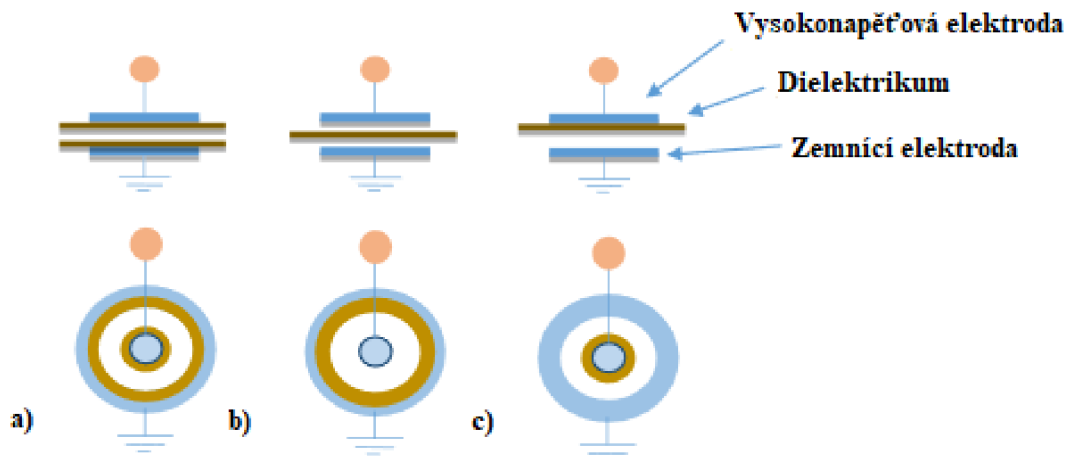 Vysokonapěťová elektroda
Dielektrikum
Zemnící elektroda
a)
b)
c)